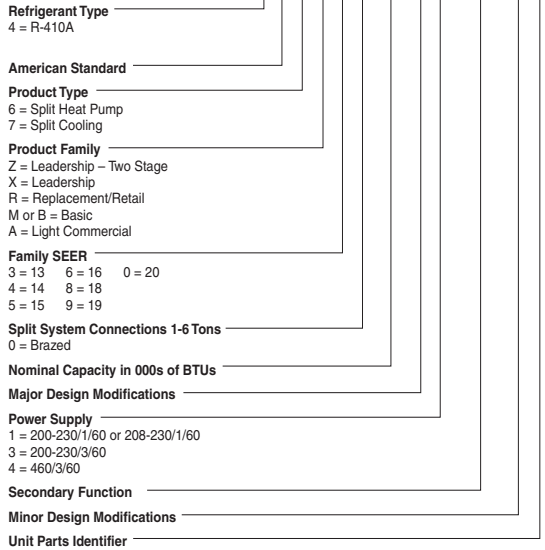 Refrigerant Type
4 = R-410A
American Standard
Product Type
6 = Split Heat Pump
7 = Split Cooling
Product Family
Z = Leadership – Two Stage
X = Leadership
R = Replacement/Retail
M or B = Basic
A = Light Commercial
Family SEER
3 = 13 6 = 16 0 = 20
4 = 14 8 = 18
5 = 15 9 = 19
Split System Connections 1-6 Tons
0 = Brazed
Nominal Capacity in 000s of BTUs
Major Design Modifications
Power Supply
1 = 200-230/1/60 or 208-230/1/60
3 = 200-230/3/60
4 = 460/3/60
Secondary Function
Minor Design Modifications
Unit Parts Identifier